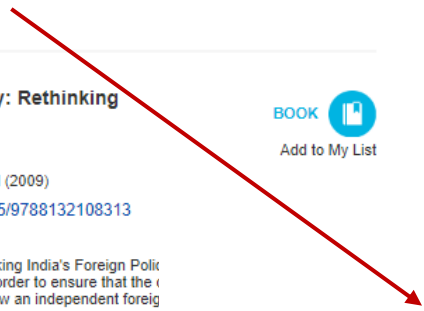 : Rethinking
BOOK
Add to My List
(2009)
5/9788132108313
king India's Foreign Polic
order to ensure that the
w an independent foreig